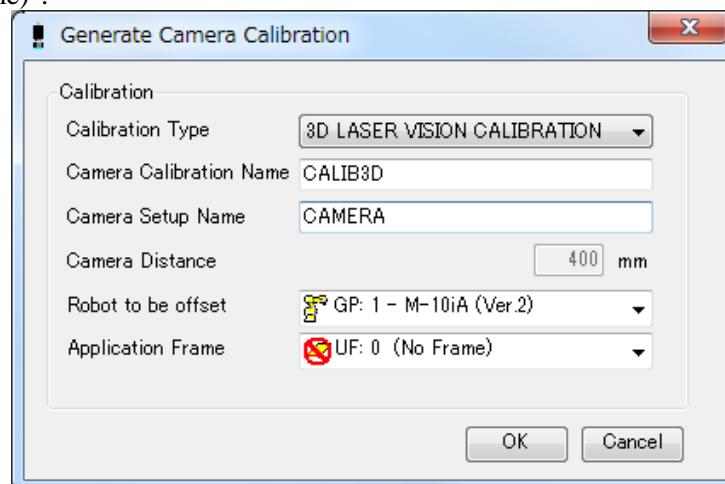 Generate Camera Calibration
Calibration
Calibration Type 3D LASER VISION CALIBRATION
Camera Calibration Name CALIB3D
Camera Setup Name CAMERA
Camera Distance 400 mm
Robot to be offset GP: 1 - M-10iA (Ver.2)
Application Frame UF: 0 (No Frame)
OK Cancel